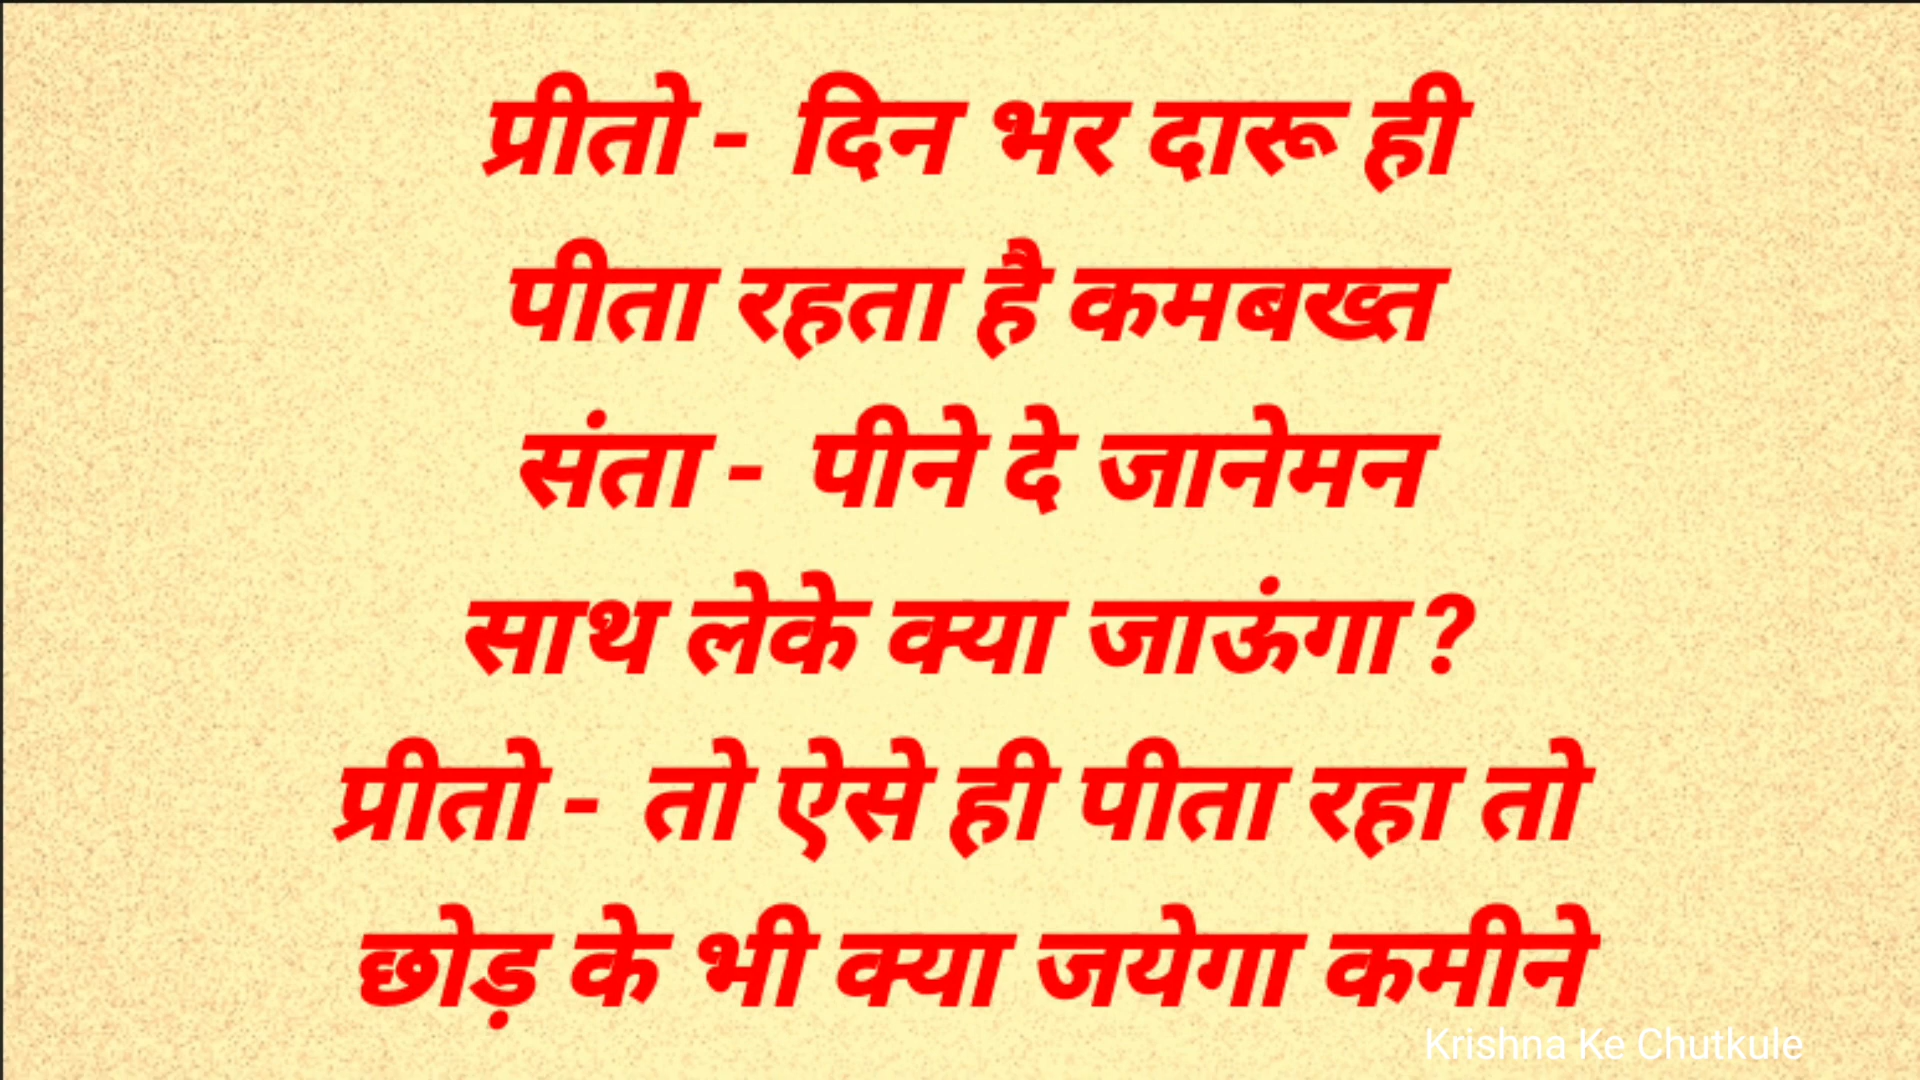 प्रीतो - दिन भर दारू ही
पीता रहता है कमबख्त
संता - पीने दे जानेमन
साथ लेके क्या जाऊंगा ?
प्रीतो - तो ऐसे ही पीता रहा तो
छोड़ के भी क्या जयेगा कमीने
Krishna Ke Chutkule